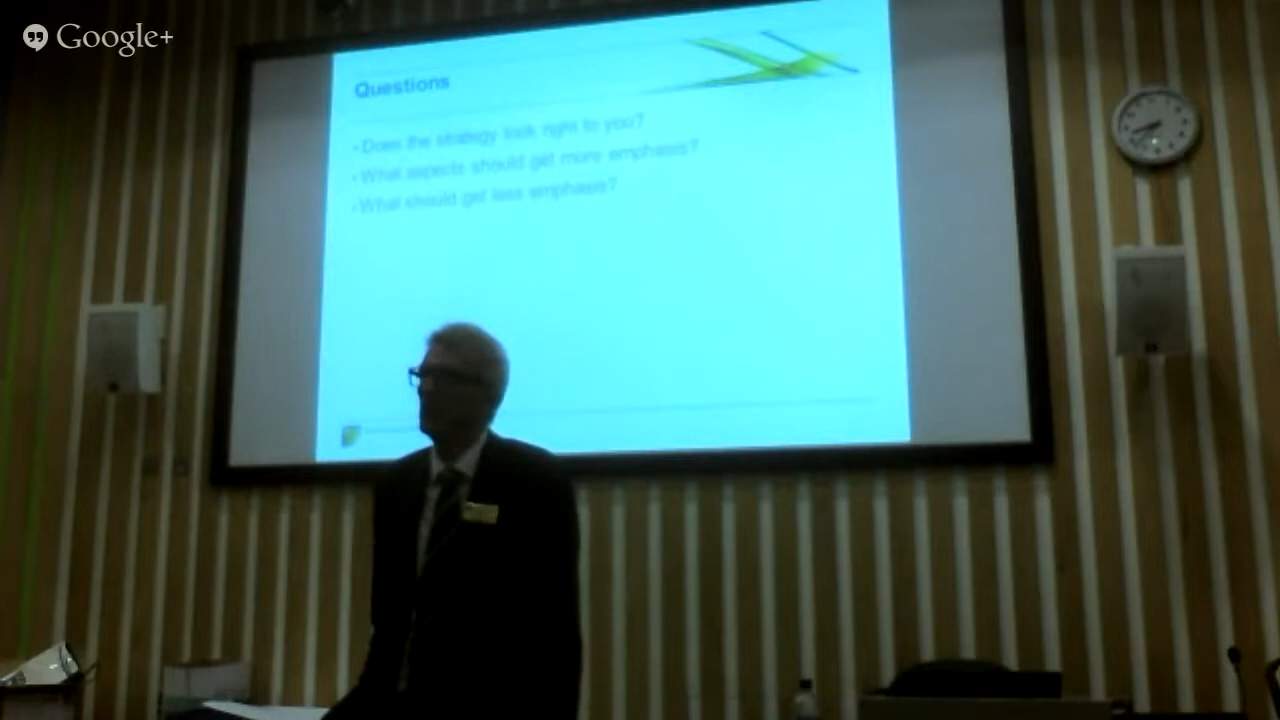 Google+
Questions
Does the strategy look right to you?
What aspects should get more emphasis?
What should get less emphasis?